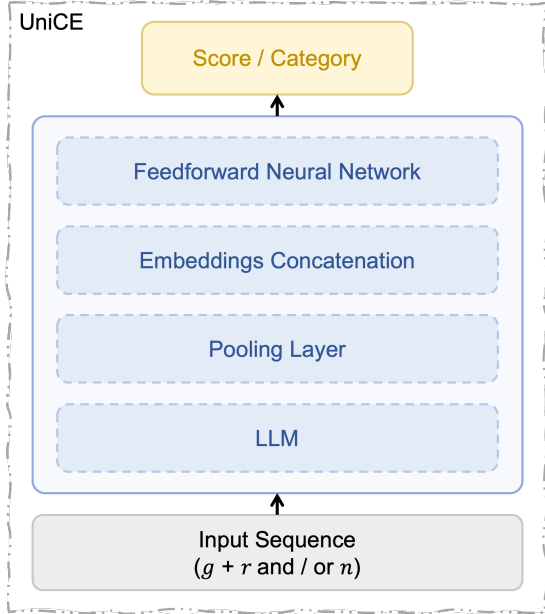 UniCE
Score / Category
Feedforward Neural Network
Embeddings Concatenation
Pooling Layer
LLM
Input Sequence
(g + r and / or n)